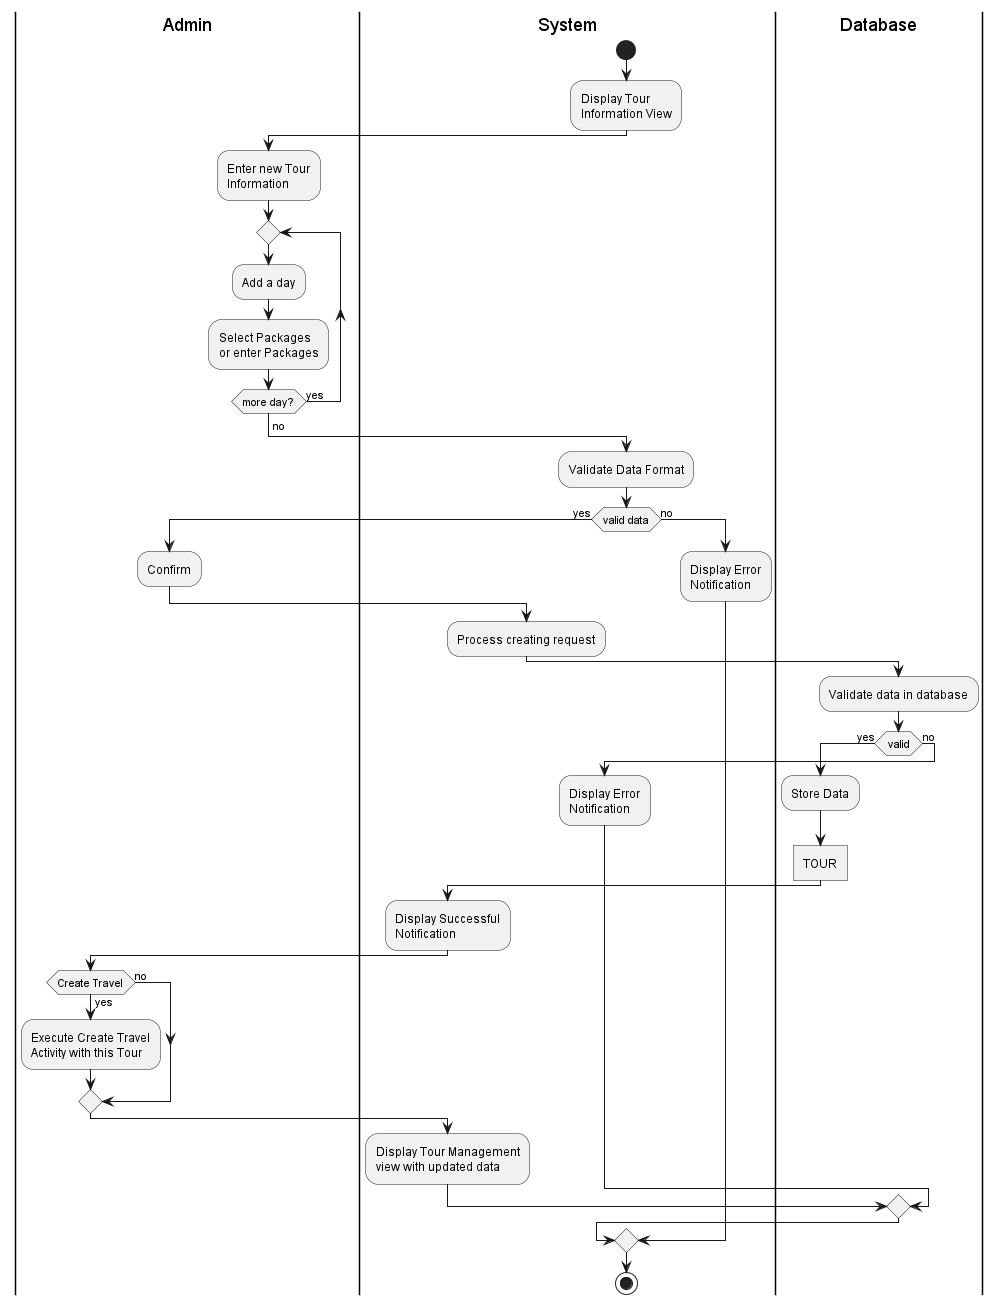 Admin
System
Database
Display Tour
Information View
Enter new Tour
Information
Add a day
Select Packages
or enter Packages
more day?
yes
no
Validate Data Format
yes
valid data
no
Confirm
Display Error
Notification
Process creating request
Validate data in database
yes
valid
no
Display Error
Notification
Store Data
TOUR
Display Successful
Notification
Create Travel
no
yes
Execute Create Travel
Activity with this Tour
Display Tour Management
view with updated data